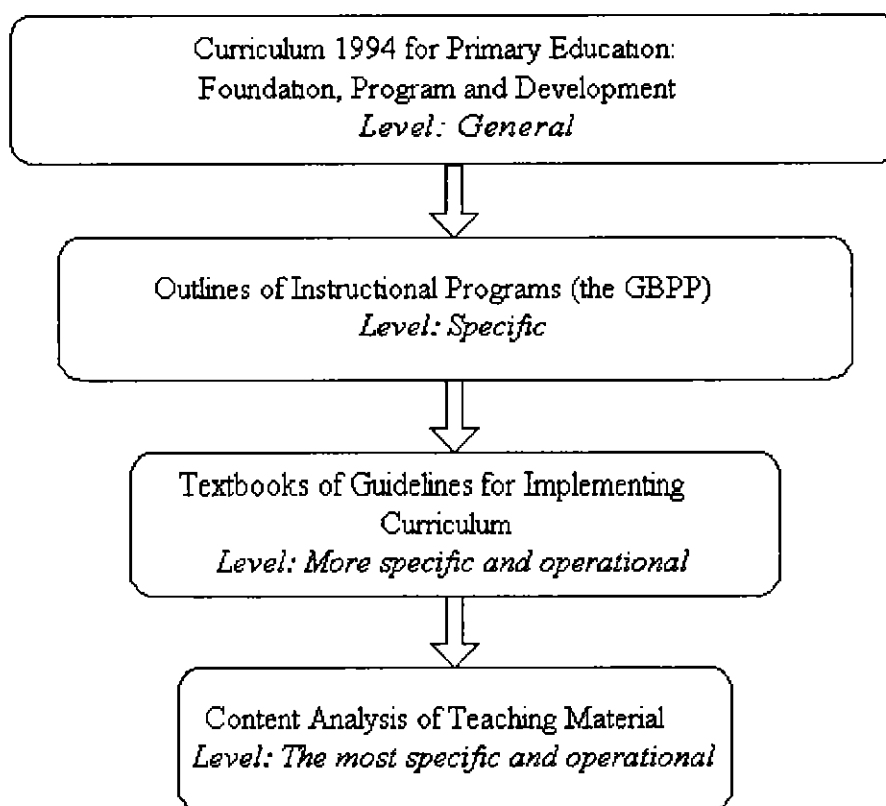 Curriculum 1994 for Primary Education:
Foundation, Program and Development
Level: General
Outlines of Instructional Programs (the GBPP)
Level: Specific
Textbooks of Guidelines for Implementing
Curriculum
Level: More specific and operational
Content Analysis of Teaching Material
Level: The most specific and operational